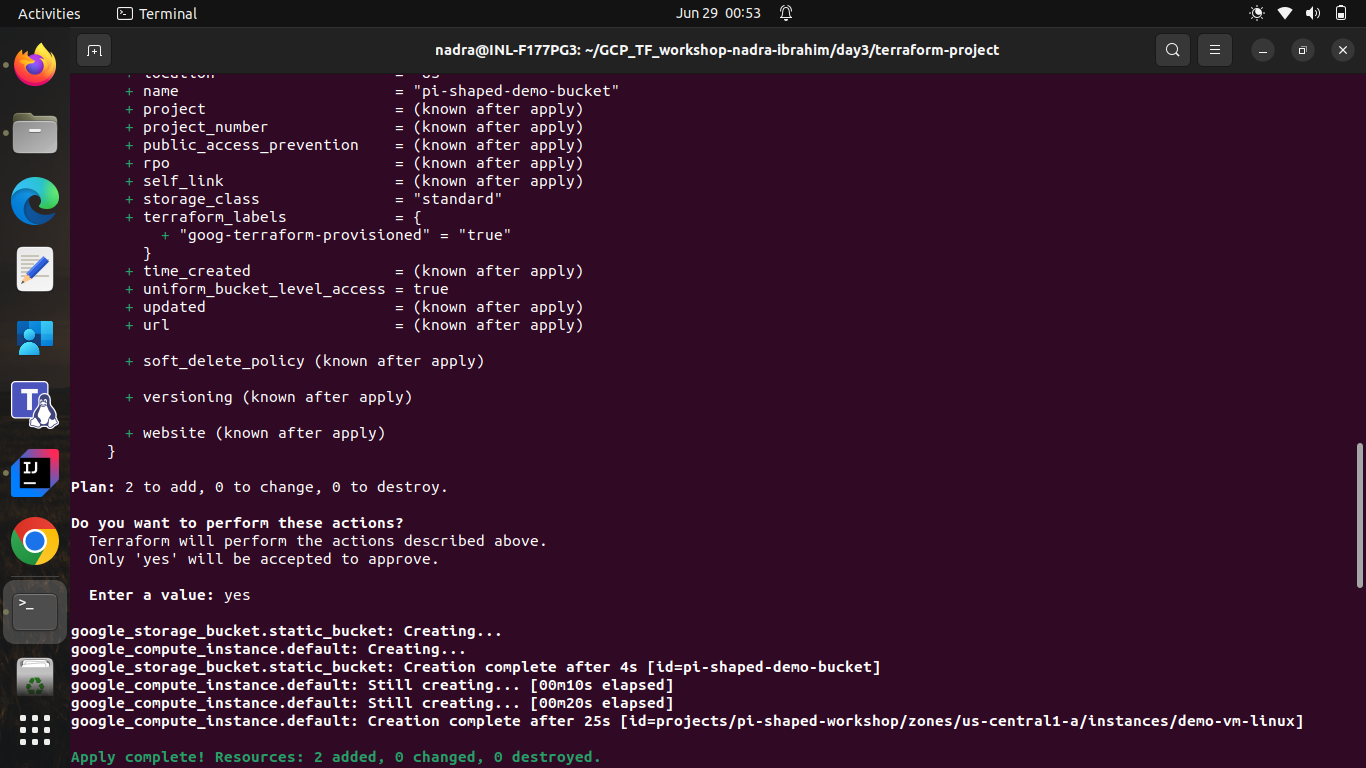 Activities
Terminal
Jun 29 00:53
nadra@INL-F177PG3: ~/GCP_TF_workshop-nadra-ibrahim/day3/terraform-project
+ location = "US"
+ name = "pi-shaped-demo-bucket"
+ project = (known after apply)
+ project_number = (known after apply)
+ public_access_prevention = (known after apply)
+ rpo = (known after apply)
+ self_link = (known after apply)
+ storage_class = "standard"
+ terraform_labels = {
+ "goog-terraform-provisioned" = "true"
}
+ time_created = (known after apply)
+ uniform_bucket_level_access = true
+ updated = (known after apply)
+ url = (known after apply)
+ soft_delete_policy (known after apply)
+ versioning (known after apply)
+ website (known after apply)
}
Plan: 2 to add, 0 to change, 0 to destroy.
Do you want to perform these actions?
Terraform will perform the actions described above.
Only 'yes' will be accepted to approve.
Enter a value: yes
google_storage_bucket.static_bucket: Creating...
google_compute_instance.default: Creating...
google_storage_bucket.static_bucket: Creation complete after 4s [id=pi-shaped-demo-bucket]
google_compute_instance.default: Still creating... [00m10s elapsed]
google_compute_instance.default: Still creating... [00m20s elapsed]
google_compute_instance.default: Creation complete after 25s [id=projects/pi-shaped-workshop/zones/us-central1-a/instances/demo-vm-linux]
Apply complete! Resources: 2 added, 0 changed, 0 destroyed.
T
IJ
>_